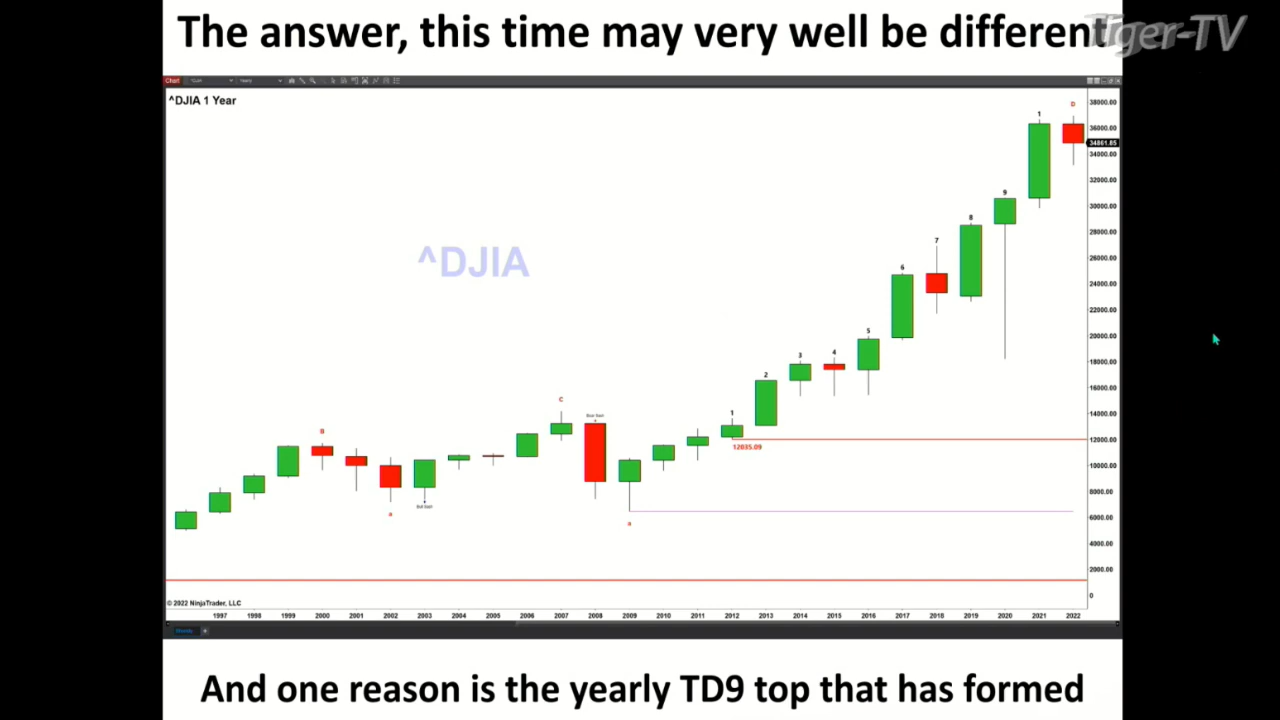 The answer, this time may very well be different
Tiger-TV
Chart
^DJIA 1 Year
^DJIA
38000.00
36000.00
34861.85
34000.00
32000.00
30000.00
28000.00
26000.00
24000.00
22000.00
20000.00
18000.00
16000.00
14000.00
12000.00
10000.00
8000.00
6000.00
4000.00
2000.00
0
D
1
9
8
7
6
5
4
3
2
1
12035.09
C
B
a
a
© 2022 NinjaTrader, LLC
1997 1998 1999 2000 2001 2002 2003 2004 2005 2006 2007 2008 2009 2010 2011 2012 2013 2014 2015 2016 2017 2018 2019 2020 2021 2022
And one reason is the yearly TD9 top that has formed